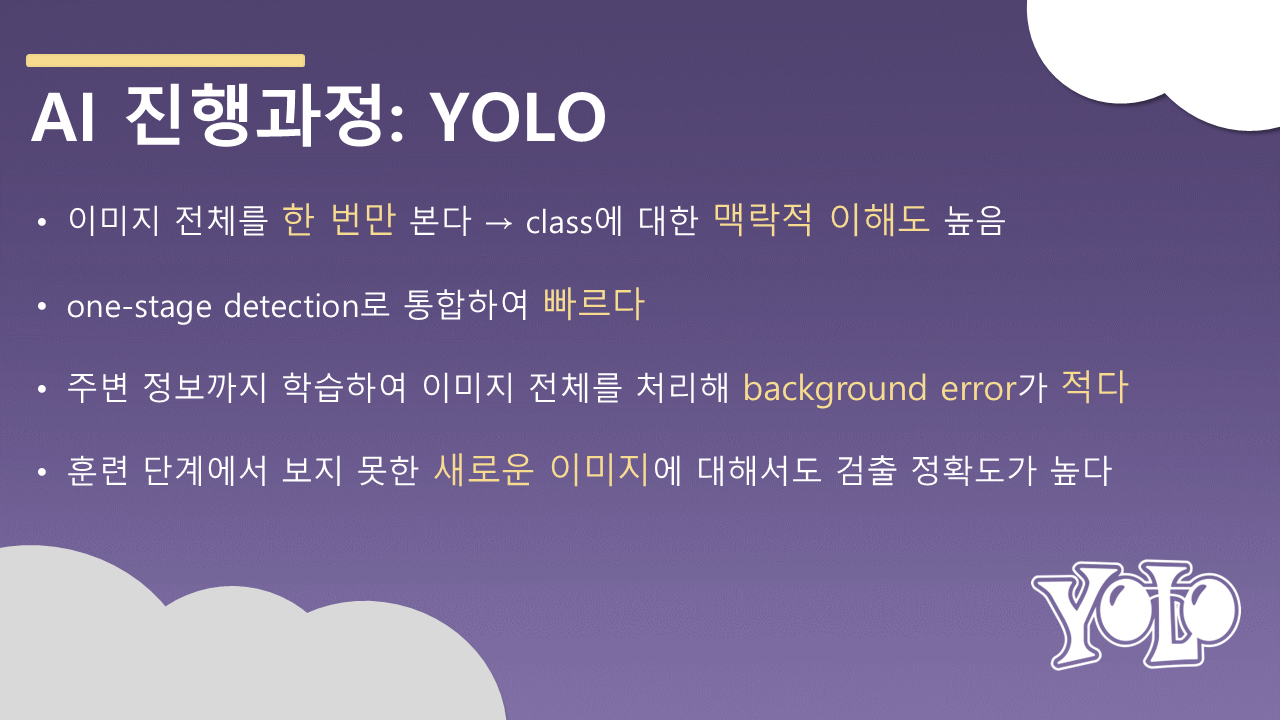 AI 진행과정: YOLO
• 이미지 전체를 한 번만 본다 → class에 대한 맥락적 이해도 높음
• one-stage detection로 통합하여 빠르다
• 주변 정보까지 학습하여 이미지 전체를 처리해 background error가 적다
• 훈련 단계에서 보지 못한 새로운 이미지에 대해서도 검출 정확도가 높다
YOLO